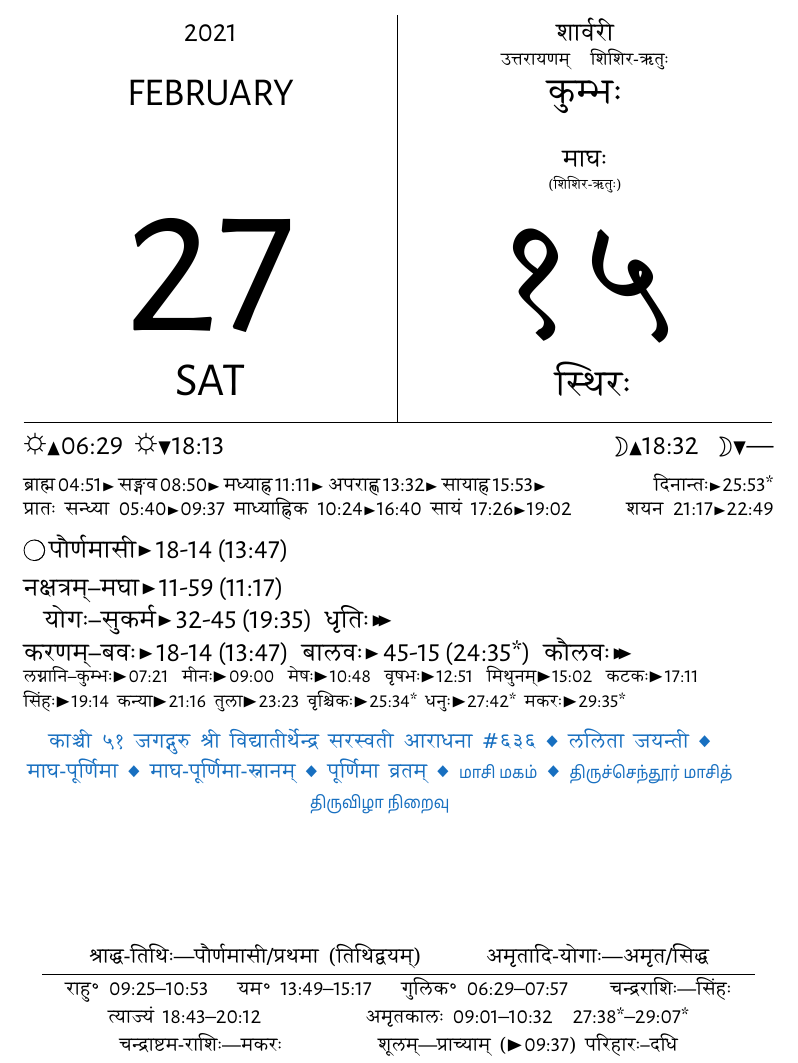 2021
FEBRUARY
27
SAT
शार्वरी
उत्तरायणम् शिशिर-ऋतुः
कुम्भः
माघः
(शिशिर-ऋतुः)
१५
स्थिरः
☼▲06:29 ☼▼18:13 ☽▲18:32 ☽▼—
ब्राह्म 04:51► सङ्गव 08:50► मध्याह्न 11:11► अपराह्ण 13:32► सायाह्न 15:53► दिनान्तः►25:53*
प्रातः सन्ध्या 05:40►09:37 माध्याह्निक 10:24►16:40 सायं 17:26►19:02 शयन 21:17►22:49
◯ पौर्णमासी►18-14 (13:47)
नक्षत्रम्–मघा►11-59 (11:17)
योगः–सुकर्म►32-45 (19:35) धृतिः►►
करणम्–बवः►18-14 (13:47) बालवः►45-15 (24:35*) कौलवः►►
लग्नानि–कुम्भः►07:21 मीनः►09:00 मेषः►10:48 वृषभः►12:51 मिथुनम्►15:02 कटकः►17:11
सिंहः►19:14 कन्या►21:16 तुला►23:23 वृश्चिकः►25:34* धनुः►27:42* मकरः►29:35*
काञ्ची ५१ जगद्गुरु श्री विद्यातीर्थेन्द्र सरस्वती आराधना #६३६ ◆ ललिता जयन्ती ◆
माघ-पूर्णिमा ◆ माघ-पूर्णिमा-स्नानम् ◆ पूर्णिमा व्रतम् ◆ மாசி மகம் ◆ திருச்செந்தூர் மாசித்
திருவிழா நிறைவு
श्राद्ध-तिथिः—पौर्णमासी/प्रथमा (तिथिद्वयम्) अमृतादि-योगाः—अमृत/सिद्ध
राहु° 09:25–10:53 यम° 13:49–15:17 गुलिक° 06:29–07:57 चन्द्रराशिः—सिंहः
त्याज्यं 18:43–20:12 अमृतकालः 09:01–10:32 27:38*–29:07*
चन्द्राष्टम-राशिः—मकरः शूलम्—प्राच्याम् (►09:37) परिहारः–दधि